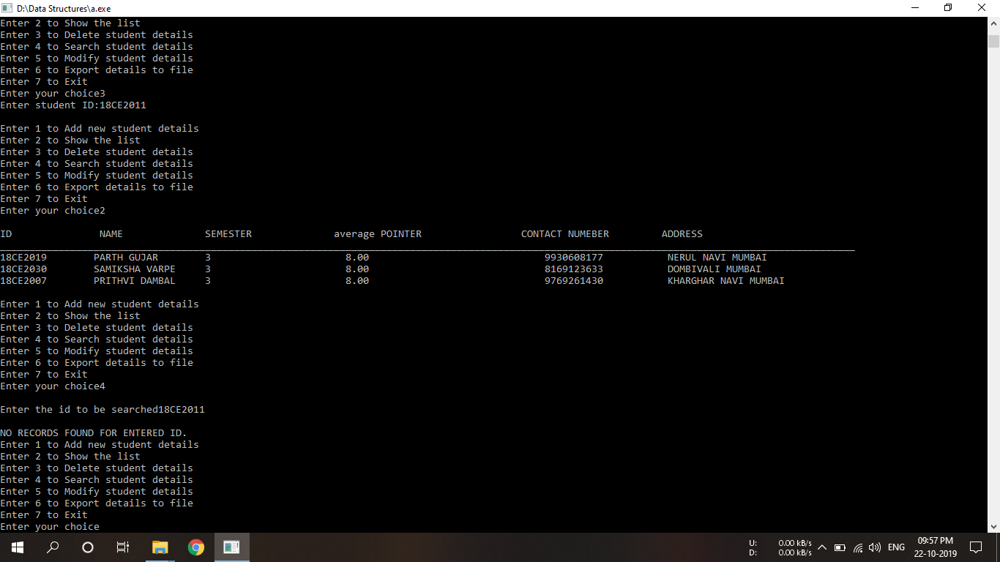 D:\Data Structures\a.exe
Enter 2 to Show the list
Enter 3 to Delete student details
Enter 4 to Search student details
Enter 5 to Modify student details
Enter 6 to Export details to file
Enter 7 to Exit
Enter your choice3
Enter student ID:18CE2011
Enter 1 to Add new student details
Enter 2 to Show the list
Enter 3 to Delete student details
Enter 4 to Search student details
Enter 5 to Modify student details
Enter 6 to Export details to file
Enter 7 to Exit
Enter your choice2
ID NAME SEMESTER average POINTER CONTACT NUMEBER ADDRESS
18CE2019 PARTH GUJAR 3 8.00 9930608177 NERUL NAVI MUMBAI
18CE2030 SAMIKSHA VARPE 3 8.00 8169123633 DOMBIVALI MUMBAI
18CE2007 PRITHVI DAMBAL 3 8.00 9769261430 KHARGHAR NAVI MUMBAI
Enter 1 to Add new student details
Enter 2 to Show the list
Enter 3 to Delete student details
Enter 4 to Search student details
Enter 5 to Modify student details
Enter 6 to Export details to file
Enter 7 to Exit
Enter your choice4
Enter the id to be searched18CE2011
NO RECORDS FOUND FOR ENTERED ID.
Enter 1 to Add new student details
Enter 2 to Show the list
Enter 3 to Delete student details
Enter 4 to Search student details
Enter 5 to Modify student details
Enter 6 to Export details to file
Enter 7 to Exit
Enter your choice
U: 0.00 kB/s
D: 0.00 kB/s
ENG
09:57 PM
22-10-2019